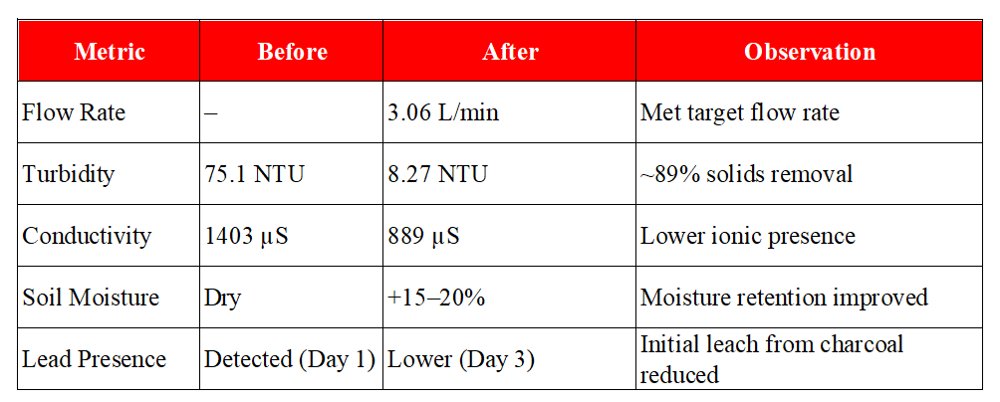 Metric Before After Observation
Flow Rate – 3.06 L/min Met target flow rate
Turbidity 75.1 NTU 8.27 NTU ~89% solids removal
Conductivity 1403 µS 889 µS Lower ionic presence
Soil Moisture Dry +15–20% Moisture retention improved
Lead Presence Detected (Day 1) Lower (Day 3) Initial leach from charcoal
reduced